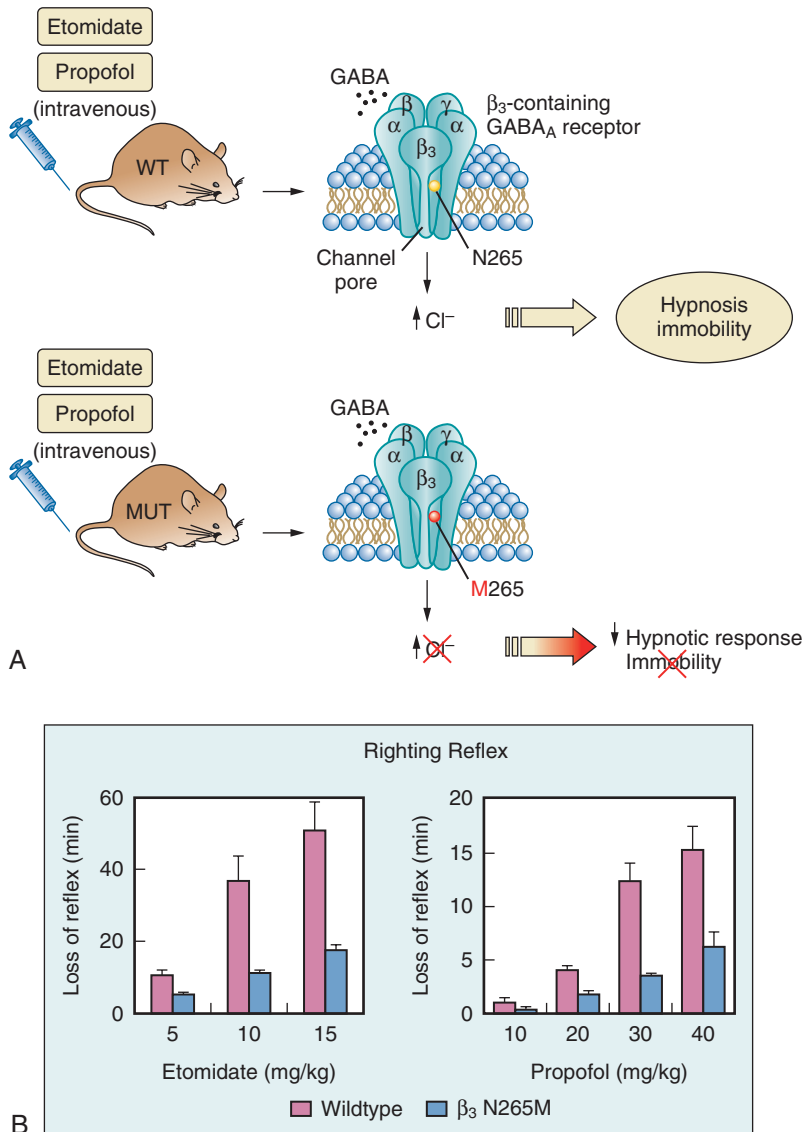 Etomidate
Propofol
(intravenous)
WT
GABA
β
γ
α
α
β₃
β₃-containing
GABA_A receptor
Channel
pore
N265
Cl⁻
Hypnosis
immobility
Etomidate
Propofol
(intravenous)
MUT
GABA
β
γ
α
α
β₃
M265
Cl⁻
Hypnotic response
Immobility
A
Righting Reflex
Loss of reflex (min)
60
40
20
0
5 10 15
Etomidate (mg/kg)
Loss of reflex (min)
20
15
10
5
0
10 20 30 40
Propofol (mg/kg)
Wildtype β₃ N265M
B